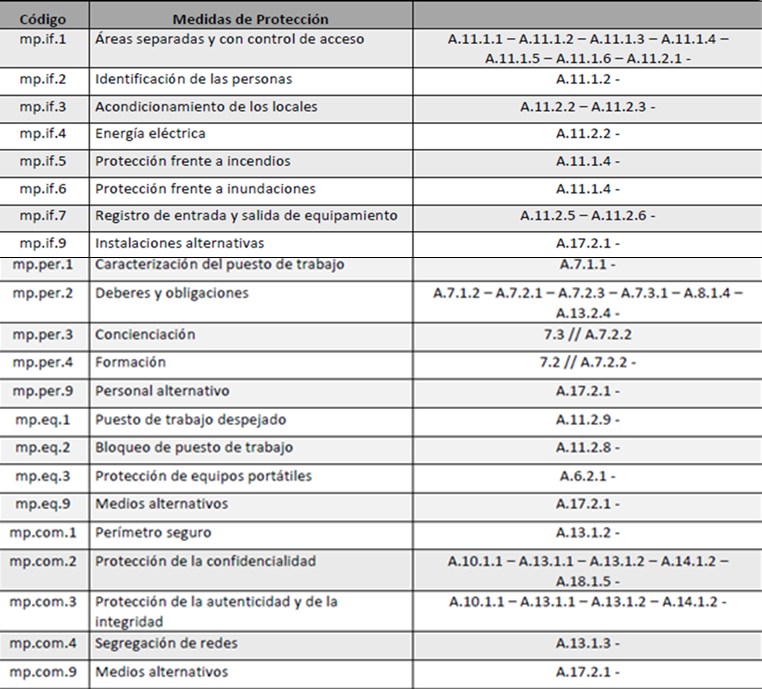 Código Medidas de Protección
mp.if.1 Áreas separadas y con control de acceso A.11.1.1 – A.11.1.2 – A.11.1.3 – A.11.1.4 –
A.11.1.5 – A.11.1.6 – A.11.2.1 -
mp.if.2 Identificación de las personas A.11.1.2 -
mp.if.3 Acondicionamiento de los locales A.11.2.2 – A.11.2.3 -
mp.if.4 Energía eléctrica A.11.2.2 -
mp.if.5 Protección frente a incendios A.11.1.4 -
mp.if.6 Protección frente a inundaciones A.11.1.4 -
mp.if.7 Registro de entrada y salida de equipamiento A.11.2.5 – A.11.2.6 -
mp.if.9 Instalaciones alternativas A.17.2.1 -
mp.per.1 Caracterización del puesto de trabajo A.7.1.1 -
mp.per.2 Deberes y obligaciones A.7.1.2 – A.7.2.1 – A.7.2.3 – A.7.3.1 – A.8.1.4 –
A.13.2.4 -
mp.per.3 Concienciación 7.3 // A.7.2.2
mp.per.4 Formación 7.2 // A.7.2.2 -
mp.per.9 Personal alternativo A.17.2.1 -
mp.eq.1 Puesto de trabajo despejado A.11.2.9 -
mp.eq.2 Bloqueo de puesto de trabajo A.11.2.8 -
mp.eq.3 Protección de equipos portátiles A.6.2.1 -
mp.eq.9 Medios alternativos A.17.2.1 -
mp.com.1 Perímetro seguro A.13.1.2 -
mp.com.2 Protección de la confidencialidad A.10.1.1 – A.13.1.1 – A.13.1.2 – A.14.1.2 –
A.18.1.5 -
mp.com.3 Protección de la autenticidad y de la A.10.1.1 – A.13.1.1 – A.13.1.2 – A.14.1.2 -
integridad
mp.com.4 Segregación de redes A.13.1.3 -
mp.com.9 Medios alternativos A.17.2.1 -